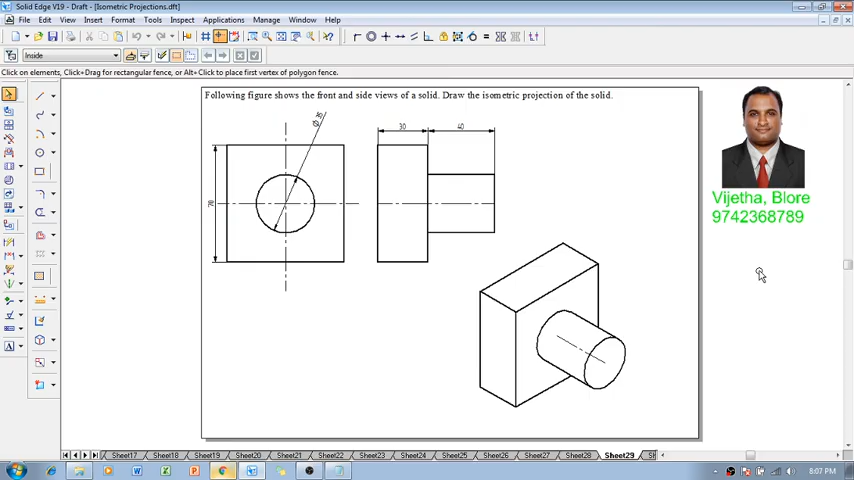 Solid Edge V19 - Draft - [Isometric Projections.dft]
File Edit View Insert Format Tools Inspect Applications Manage Window Help
Inside
Click on elements, Click+Drag for rectangular fence, or Alt+Click to place first vertex of polygon fence.
Following figure shows the front and side views of a solid. Draw the isometric projection of the solid.
30 40
70
Vijetha, Blore
9742368789
Sheet17 Sheet18 Sheet19 Sheet20 Sheet21 Sheet22 Sheet23 Sheet24 Sheet25 Sheet26 Sheet27 Sheet28 Sheet29
8:07 PM